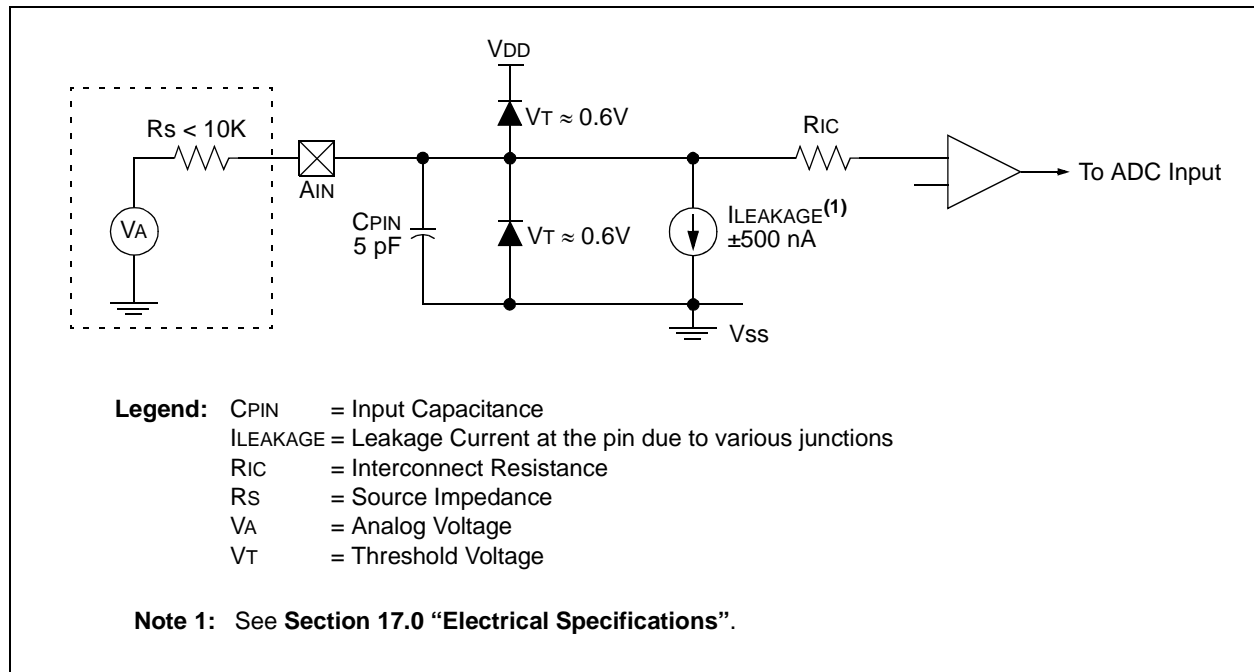 VDD
VT ≈ 0.6V
RS < 10K
RIC
AIN
To ADC Input
VA
CPIN
5 pF
VT ≈ 0.6V
ILEAKAGE(1)
±500 nA
VSS
Legend: CPIN = Input Capacitance
ILEAKAGE = Leakage Current at the pin due to various junctions
RIC = Interconnect Resistance
RS = Source Impedance
VA = Analog Voltage
VT = Threshold Voltage
Note 1: See Section 17.0 “Electrical Specifications”.